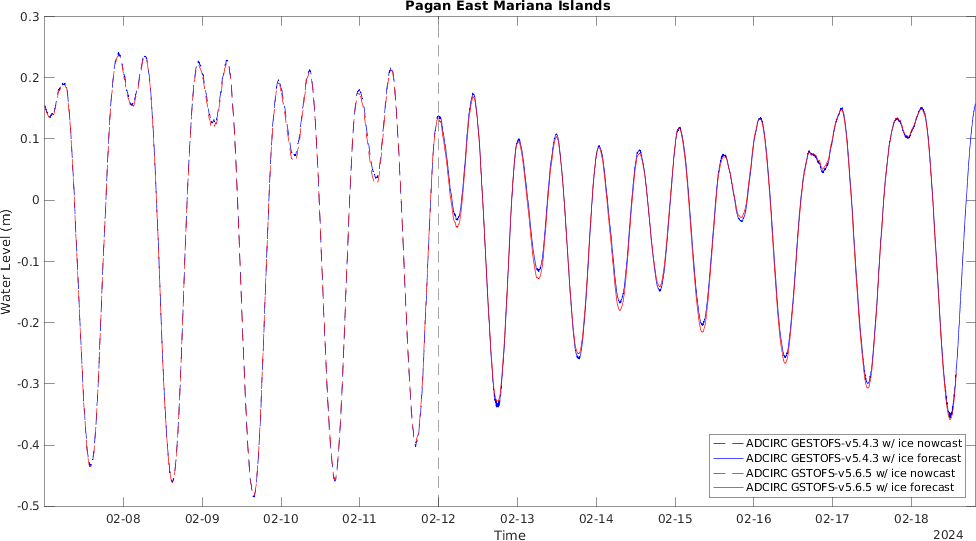 Pagan East Mariana Islands
0.3
0.2
0.1
0
-0.1
-0.2
-0.3
-0.4
-0.5
Water Level (m)
ADCIRC GESTOFS-v5.4.3 w/ ice nowcast
ADCIRC GESTOFS-v5.4.3 w/ ice forecast
ADCIRC GSTOFS-v5.6.5 w/ ice nowcast
ADCIRC GSTOFS-v5.6.5 w/ ice forecast
02-08 02-09 02-10 02-11 02-12 02-13 02-14 02-15 02-16 02-17 02-18
Time
2024